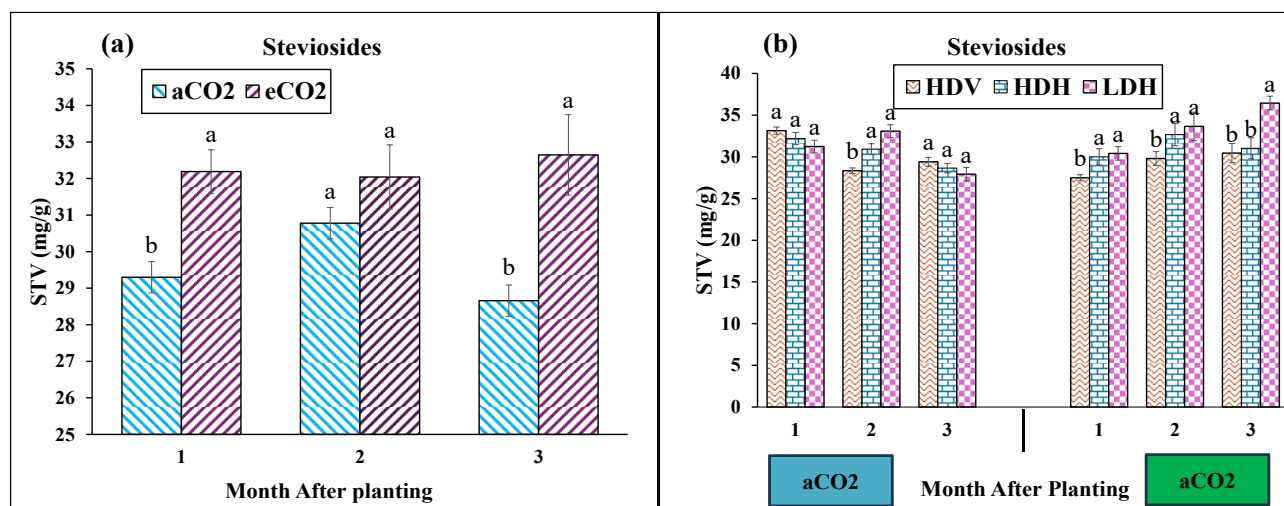 (a)
Steviosides
aCO2 eCO2
35
34
33
32
31
30
29
28
27
26
25
STV (mg/g)
b a a a b a
1 2 3
Month After planting
(b)
Steviosides
HDV HDH LDH
40
35
30
25
20
15
10
5
0
STV (mg/g)
a a a b a a a a a b a a b a a b b a
1 2 3 1 2 3
aCO2 Month After Planting aCO2